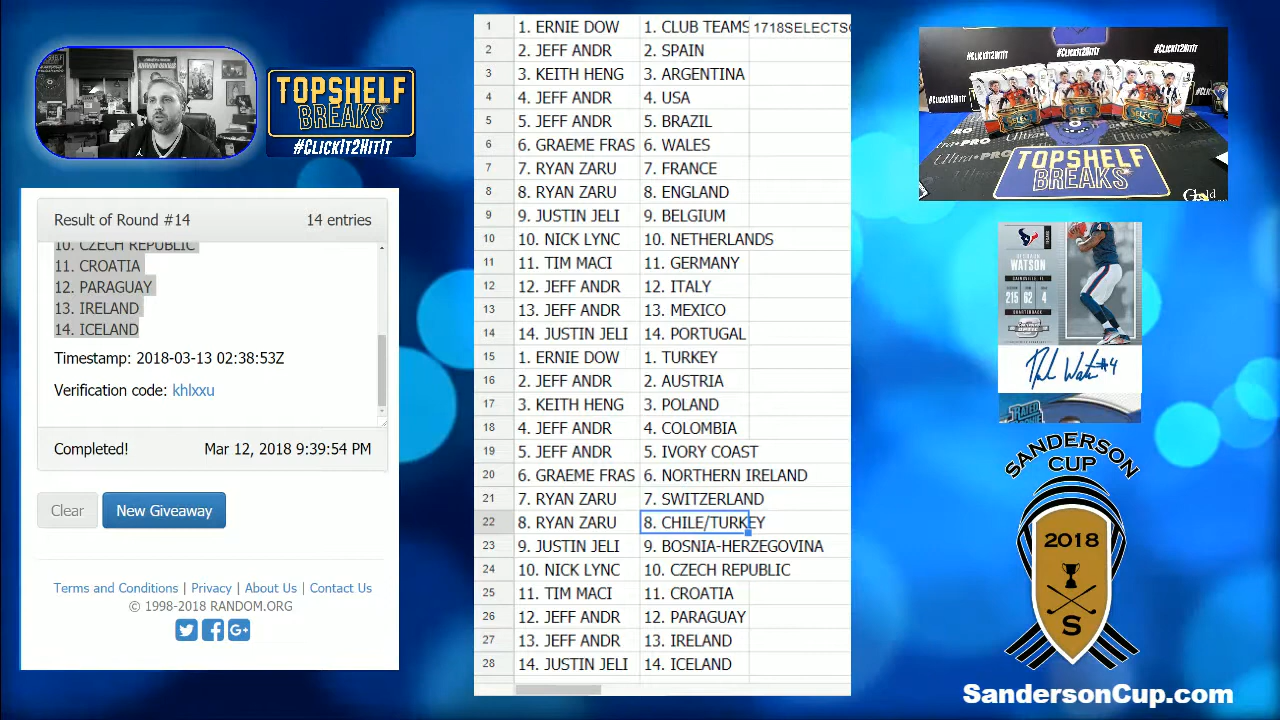 TOPSHELF
BREAKS
#CLICKIT2HITIT
Result of Round #14
14 entries
10. CZECH REPUBLIC
11. CROATIA
12. PARAGUAY
13. IRELAND
14. ICELAND
Timestamp: 2018-03-13 02:38:53Z
Verification code: khlxxu
Completed!
Mar 12, 2018 9:39:54 PM
Clear
New Giveaway
Terms and Conditions | Privacy | About Us | Contact Us
© 1998-2018 RANDOM.ORG
1 1. ERNIE DOW 1. CLUB TEAMS 1718SELECTS
2 2. JEFF ANDR 2. SPAIN
3 3. KEITH HENG 3. ARGENTINA
4 4. JEFF ANDR 4. USA
5 5. JEFF ANDR 5. BRAZIL
6 6. GRAEME FRAS 6. WALES
7 7. RYAN ZARU 7. FRANCE
8 8. RYAN ZARU 8. ENGLAND
9 9. JUSTIN JELI 9. BELGIUM
10 10. NICK LYNC 10. NETHERLANDS
11 11. TIM MACI 11. GERMANY
12 12. JEFF ANDR 12. ITALY
13 13. JEFF ANDR 13. MEXICO
14 14. JUSTIN JELI 14. PORTUGAL
15 1. ERNIE DOW 1. TURKEY
16 2. JEFF ANDR 2. AUSTRIA
17 3. KEITH HENG 3. POLAND
18 4. JEFF ANDR 4. COLOMBIA
19 5. JEFF ANDR 5. IVORY COAST
20 6. GRAEME FRAS 6. NORTHERN IRELAND
21 7. RYAN ZARU 7. SWITZERLAND
22 8. RYAN ZARU 8. CHILE/TURKEY
23 9. JUSTIN JELI 9. BOSNIA-HERZEGOVINA
24 10. NICK LYNC 10. CZECH REPUBLIC
25 11. TIM MACI 11. CROATIA
26 12. JEFF ANDR 12. PARAGUAY
27 13. JEFF ANDR 13. IRELAND
28 14. JUSTIN JELI 14. ICELAND
#CLICKIT2HITIT
#CLICKIT2HITIT
#CLICKIT2HITIT
SELECT
SELECT
Ultra·PRO
TOPSHELF
BREAKS
WATSON
215 62 4
QUARTERBACK
RATED
SANDERSON
CUP
2018
S
SandersonCup.com